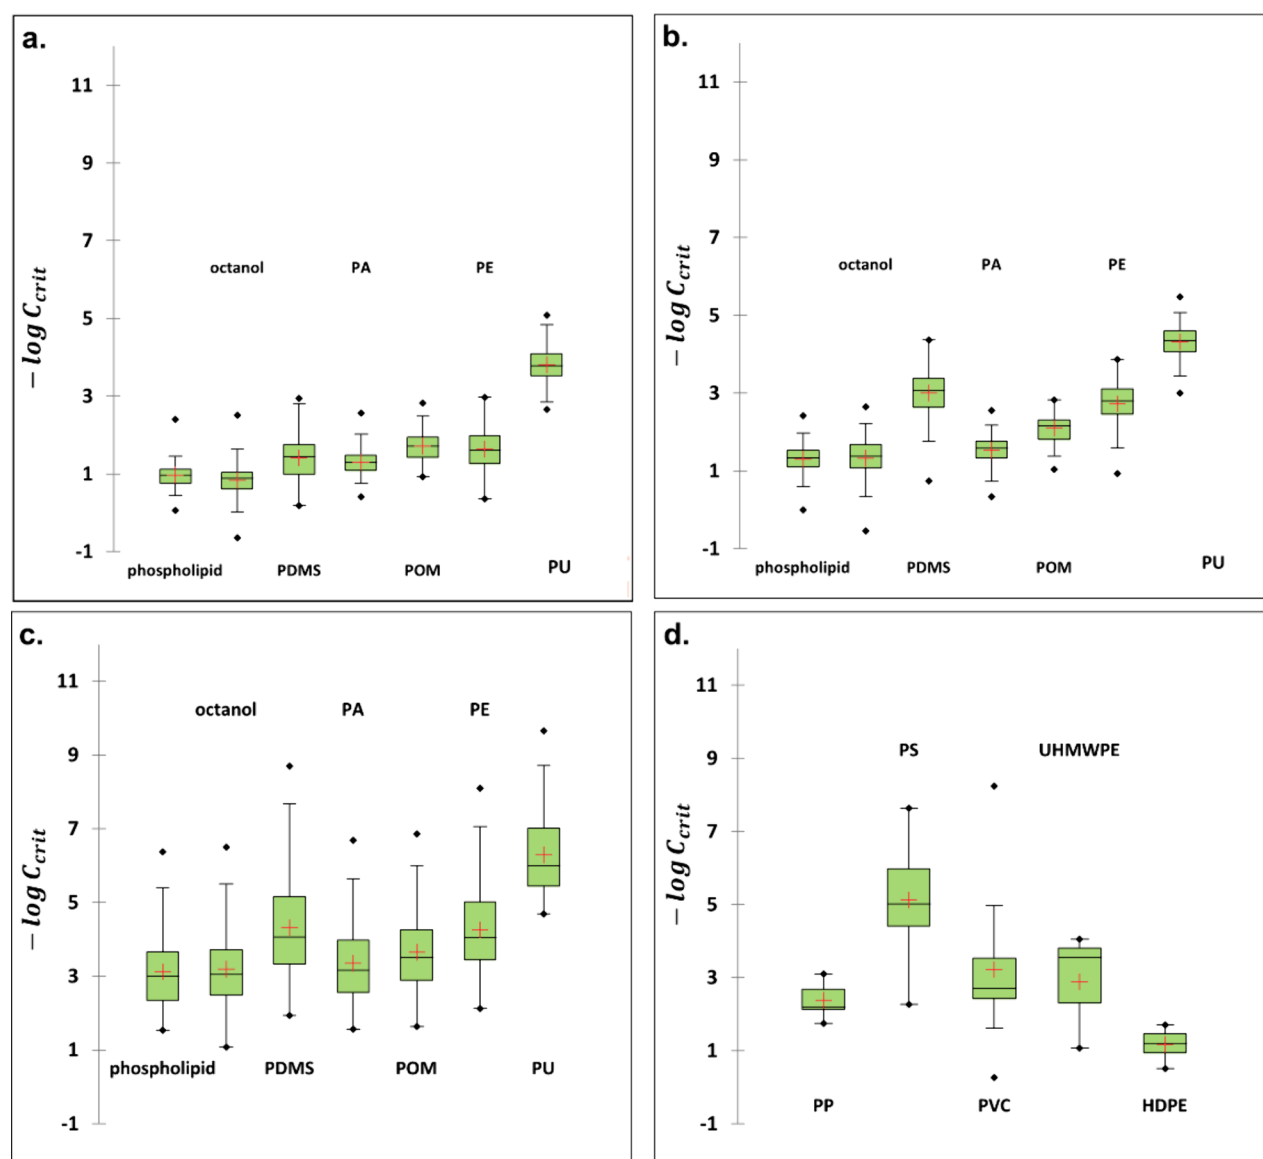 a.
11
9
7
5
3
1
-1
− log C_crit
octanol PA PE
phospholipid PDMS POM PU
b.
11
9
7
5
3
1
-1
− log C_crit
octanol PA PE
phospholipid PDMS POM PU
c.
11
9
7
5
3
1
-1
− log C_crit
octanol PA PE
phospholipid PDMS POM PU
d.
11
9
7
5
3
1
-1
− log C_crit
PS UHMWPE
PP PVC HDPE